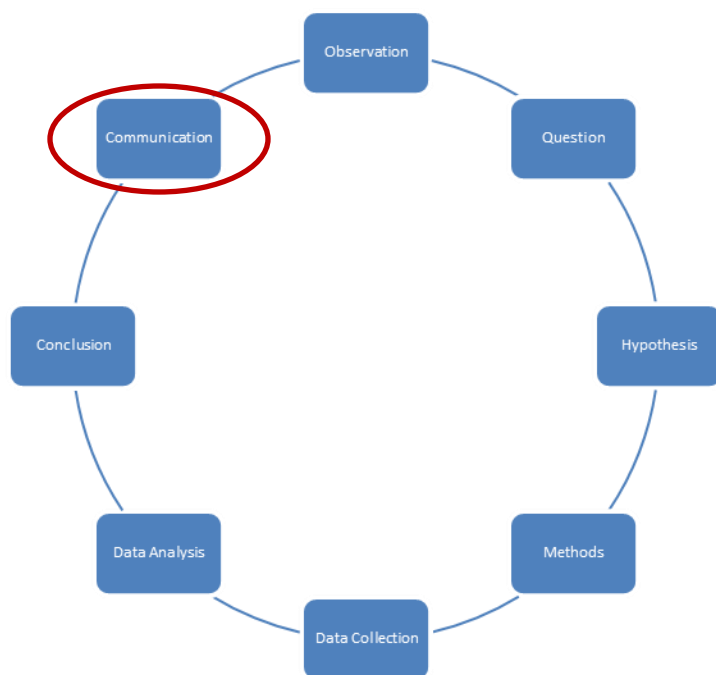 Observation
Question
Hypothesis
Methods
Data Collection
Data Analysis
Conclusion
Communication